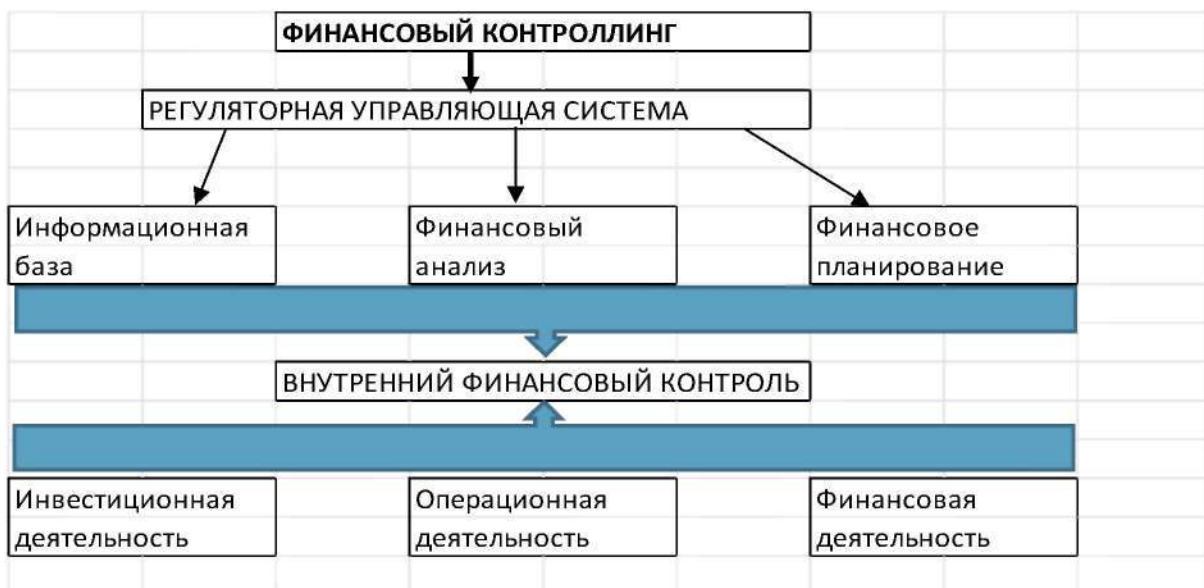 ФИНАНСОВЫЙ КОНТРОЛЛИНГ
РЕГУЛЯТОРНАЯ УПРАВЛЯЮЩАЯ СИСТЕМА
Информационная
база
Финансовый
анализ
Финансовое
планирование
ВНУТРЕННИЙ ФИНАНСОВЫЙ КОНТРОЛЬ
Инвестиционная
деятельность
Операционная
деятельность
Финансовая
деятельность